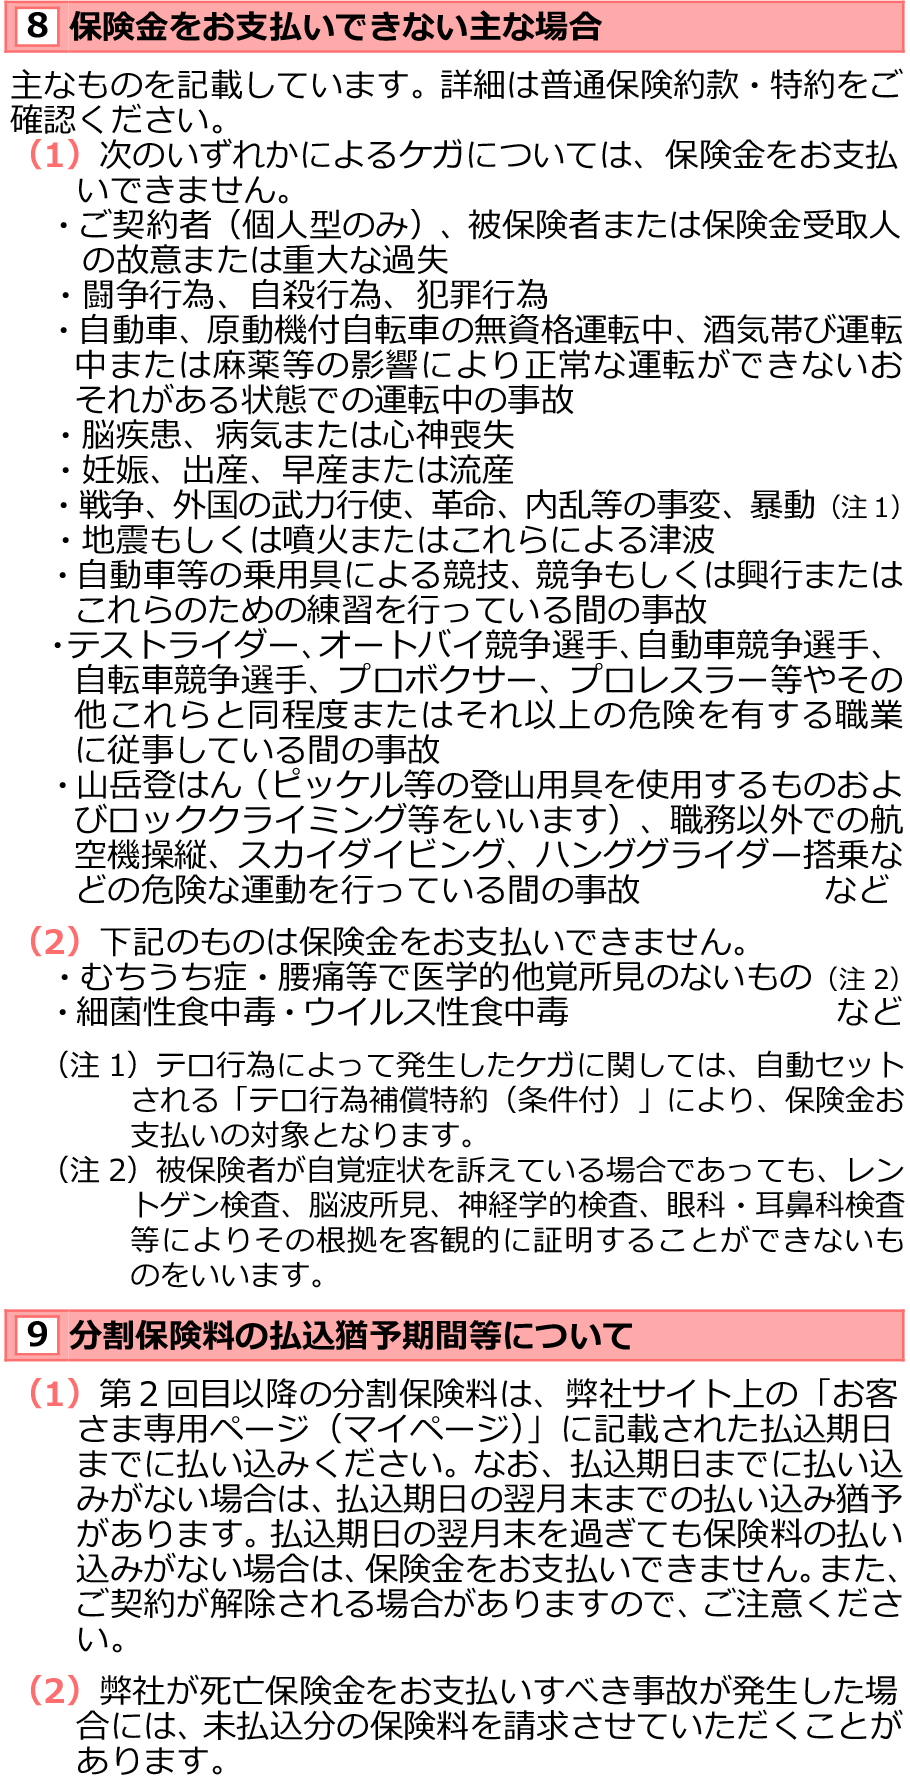 8 保険金をお支払いできない主な場合
主なものを記載しています。詳細は普通保険約款・特約をご
確認ください。
（1）次のいずれかによるケガについては、保険金をお支払
いできません。
・ご契約者（個人型のみ）、被保険者または保険金受取人
の故意または重大な過失
・闘争行為、自殺行為、犯罪行為
・自動車、原動機付自転車の無資格運転中、酒気帯び運転
中または麻薬等の影響により正常な運転ができないお
それがある状態での運転中の事故
・脳疾患、病気または心神喪失
・妊娠、出産、早産または流産
・戦争、外国の武力行使、革命、内乱等の事変、暴動（注1）
・地震もしくは噴火またはこれらによる津波
・自動車等の乗用具による競技、競争もしくは興行または
これらのための練習を行っている間の事故
・テストライダー、オートバイ競争選手、自動車競争選手、
自転車競争選手、プロボクサー、プロレスラー等やその
他これらと同程度またはそれ以上の危険を有する職業
に従事している間の事故
・山岳登はん（ピッケル等の登山用具を使用するものおよ
びロッククライミング等をいいます）、職務以外での航
空機操縦、スカイダイビング、ハンググライダー搭乗な
どの危険な運動を行っている間の事故 など
（2）下記のものは保険金をお支払いできません。
・むちうち症・腰痛等で医学的他覚所見のないもの（注2）
・細菌性食中毒・ウイルス性食中毒 など
（注1）テロ行為によって発生したケガに関しては、自動セット
される「テロ行為補償特約（条件付）」により、保険金お
支払いの対象となります。
（注2）被保険者が自覚症状を訴えている場合であっても、レン
トゲン検査、脳波所見、神経学的検査、眼科・耳鼻科検査
等によりその根拠を客観的に証明することができないも
のをいいます。
9 分割保険料の払込猶予期間等について
（1）第２回目以降の分割保険料は、弊社サイト上の「お客
さま専用ページ（マイページ）」に記載された払込期日
までに払い込みください。なお、払込期日までに払い込
みがない場合は、払込期日の翌月末までの払い込み猶予
があります。払込期日の翌月末を過ぎても保険料の払い
込みがない場合は、保険金をお支払いできません。また、
ご契約が解除される場合がありますので、ご注意くださ
い。
（2）弊社が死亡保険金をお支払いすべき事故が発生した場
合には、未払込分の保険料を請求させていただくことが
あります。